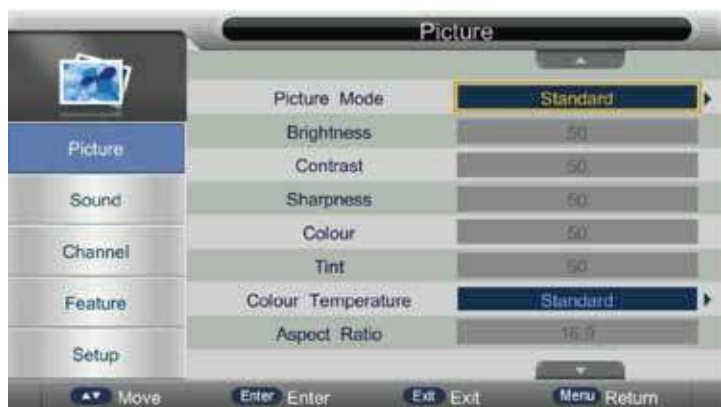 Picture
Picture
Sound
Channel
Feature
Setup
Picture Mode Standard
Brightness 50
Contrast 50
Sharpness 50
Colour 50
Tint 50
Colour Temperature Standard
Aspect Ratio 16:9
Move Enter Enter Exit Exit Menu Return